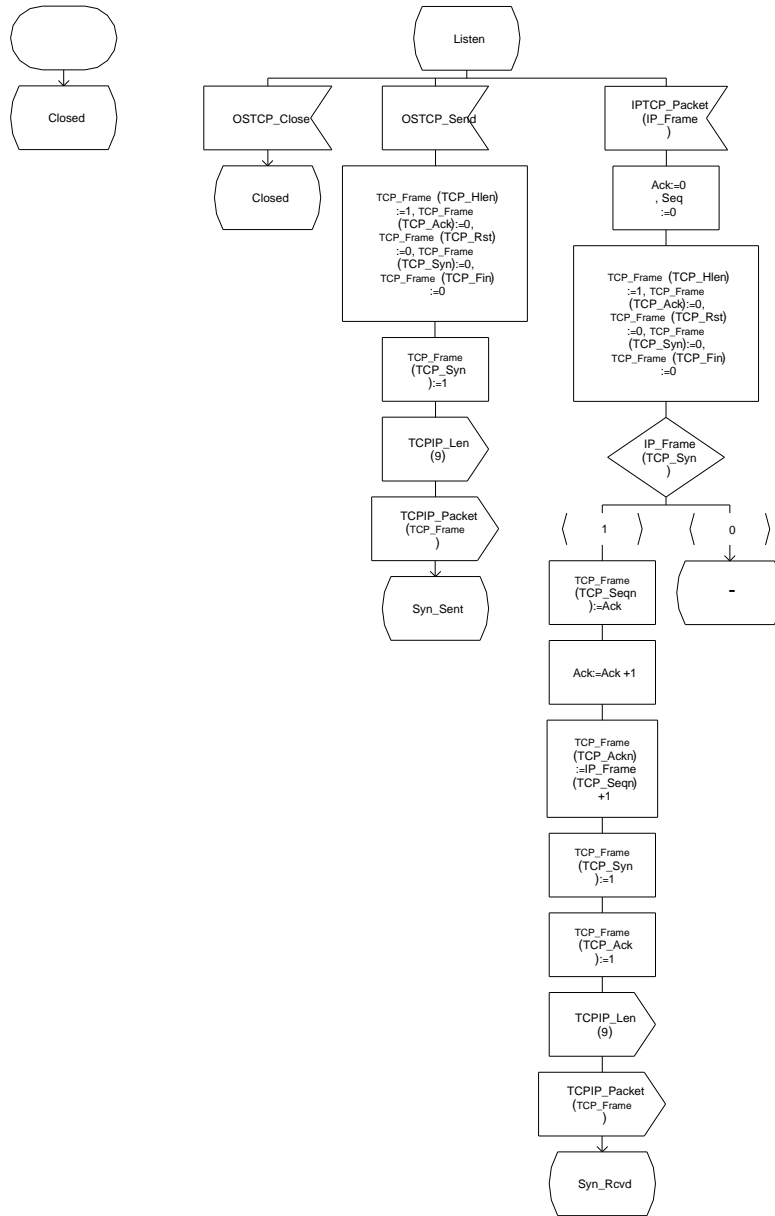 Listen
Closed
OSTCP_Close
OSTCP_Send
IPTCP_Packet
(IP_Frame
)
Closed
TCP_Frame (TCP_Hlen)
:=1, TCP_Frame
(TCP_Ack):=0,
TCP_Frame (TCP_Rst)
:=0, TCP_Frame
(TCP_Syn):=0,
TCP_Frame (TCP_Fin)
:=0
TCP_Frame
(TCP_Syn
):=1
TCPIP_Len
(9)
TCPIP_Packet
(TCP_Frame
)
Syn_Sent
Ack:=0
, Seq
:=0
TCP_Frame (TCP_Hlen)
:=1, TCP_Frame
(TCP_Ack):=0,
TCP_Frame (TCP_Rst)
:=0, TCP_Frame
(TCP_Syn):=0,
TCP_Frame (TCP_Fin)
:=0
IP_Frame
(TCP_Syn
)
1
0
TCP_Frame
(TCP_Seqn
):=Ack
-
Ack:=Ack +1
TCP_Frame
(TCP_Ackn)
:=IP_Frame
(TCP_Seqn)
+1
TCP_Frame
(TCP_Syn
):=1
TCP_Frame
(TCP_Ack
):=1
TCPIP_Len
(9)
TCPIP_Packet
(TCP_Frame
)
Syn_Rcvd